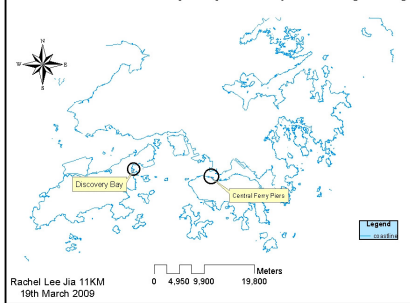 N
W
E
S
Discovery Bay
Central Ferry Piers
Legend
coastline
Meters
0 4,950 9,900 19,800
Rachel Lee Jia 11KM
19th March 2009